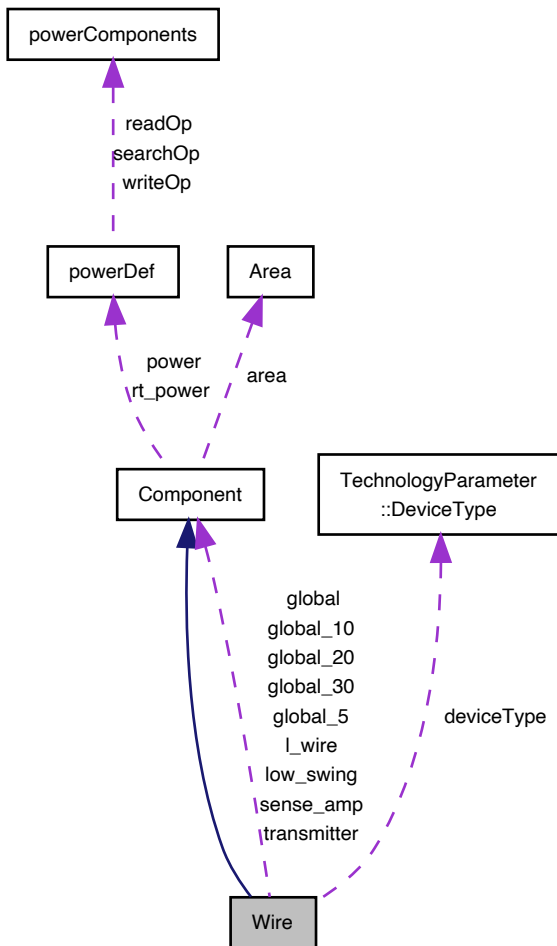 powerComponents
readOp
searchOp
writeOp
powerDef
Area
power
rt_power
area
Component
TechnologyParameter
::DeviceType
global
global_10
global_20
global_30
global_5
l_wire
low_swing
sense_amp
transmitter
deviceType
Wire